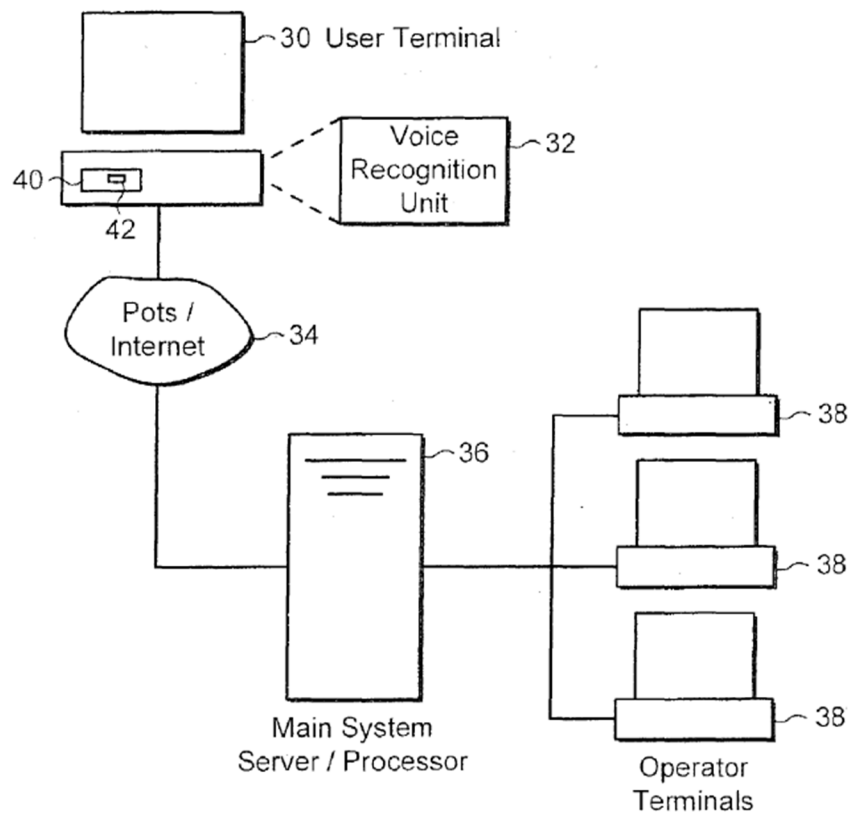 30 User Terminal
Voice
Recognition
Unit
32
40
42
Pots /
Internet
34
36
38
38
38
Main System
Server / Processor
Operator
Terminals